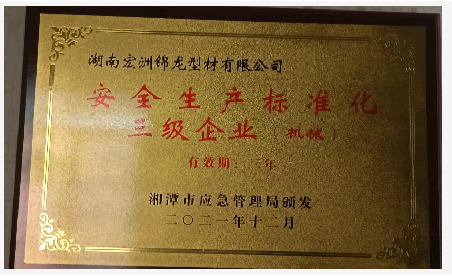 湖南宏洲锦龙型材有限公司
安全生产标准化
三级企业（机械）
有效期：三年
湘潭市应急管理局颁发
二〇二一年十二月